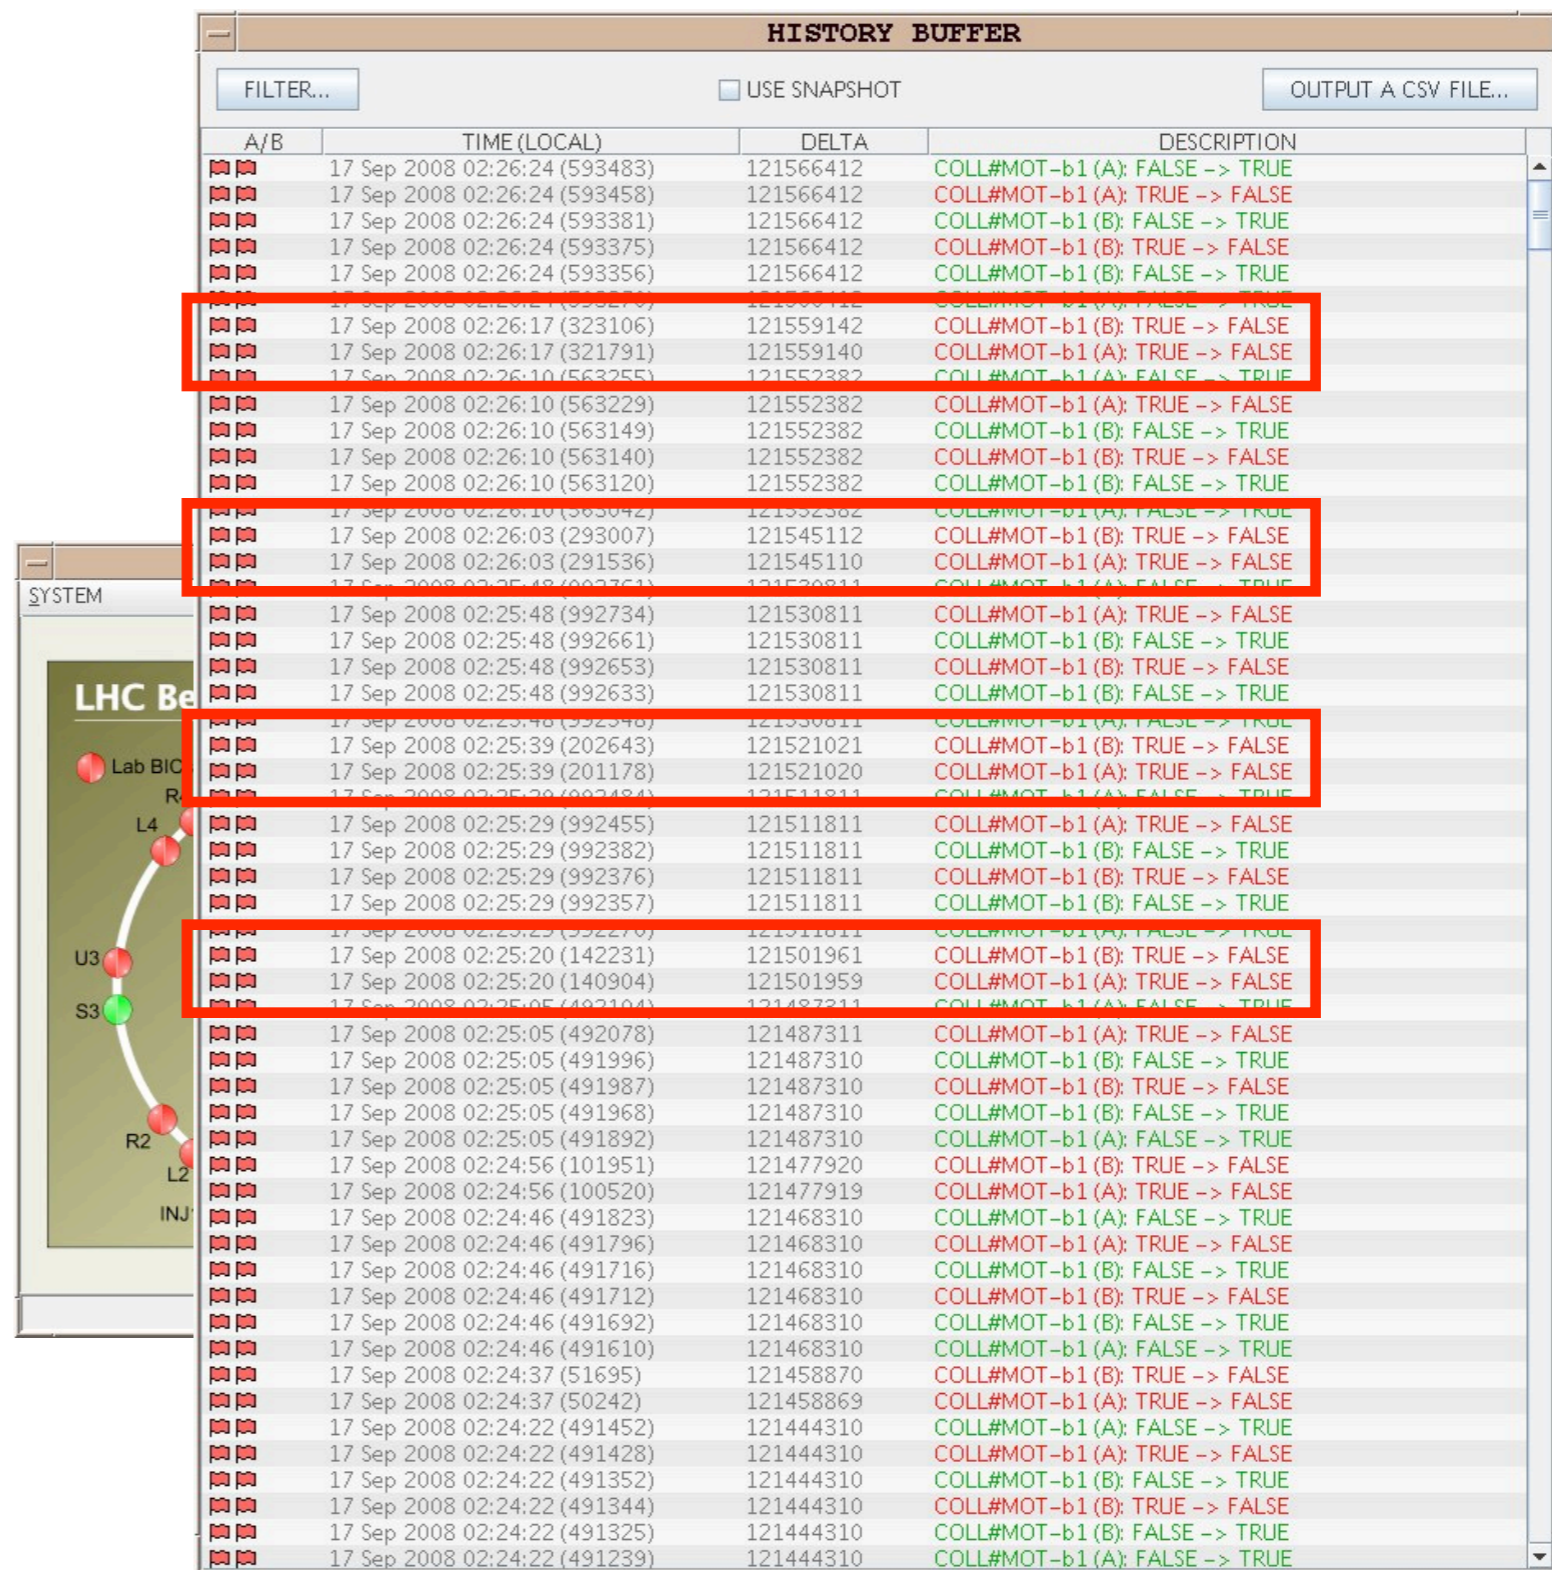 HISTORY BUFFER
FILTER... USE SNAPSHOT OUTPUT A CSV FILE...
A/B TIME (LOCAL) DELTA DESCRIPTION
17 Sep 2008 02:26:24 (593483) 121566412 COLL#MOT-b1 (A): FALSE -> TRUE
17 Sep 2008 02:26:24 (593458) 121566412 COLL#MOT-b1 (A): TRUE -> FALSE
17 Sep 2008 02:26:24 (593381) 121566412 COLL#MOT-b1 (B): FALSE -> TRUE
17 Sep 2008 02:26:24 (593375) 121566412 COLL#MOT-b1 (B): TRUE -> FALSE
17 Sep 2008 02:26:24 (593356) 121566412 COLL#MOT-b1 (B): FALSE -> TRUE
17 Sep 2008 02:26:17 (323106) 121559142 COLL#MOT-b1 (B): TRUE -> FALSE
17 Sep 2008 02:26:17 (321791) 121559140 COLL#MOT-b1 (A): TRUE -> FALSE
17 Sep 2008 02:26:10 (563255) 121552382 COLL#MOT-b1 (A): FALSE -> TRUE
17 Sep 2008 02:26:10 (563229) 121552382 COLL#MOT-b1 (A): TRUE -> FALSE
17 Sep 2008 02:26:10 (563149) 121552382 COLL#MOT-b1 (B): FALSE -> TRUE
17 Sep 2008 02:26:10 (563140) 121552382 COLL#MOT-b1 (B): TRUE -> FALSE
17 Sep 2008 02:26:10 (563120) 121552382 COLL#MOT-b1 (B): FALSE -> TRUE
17 Sep 2008 02:26:10 (563042) 121552382 COLL#MOT-b1 (A): FALSE -> TRUE
17 Sep 2008 02:26:03 (293007) 121545112 COLL#MOT-b1 (B): TRUE -> FALSE
17 Sep 2008 02:26:03 (291536) 121545110 COLL#MOT-b1 (A): TRUE -> FALSE
SYSTEM
17 Sep 2008 02:25:48 (992734) 121530811 COLL#MOT-b1 (A): TRUE -> FALSE
17 Sep 2008 02:25:48 (992661) 121530811 COLL#MOT-b1 (B): FALSE -> TRUE
17 Sep 2008 02:25:48 (992653) 121530811 COLL#MOT-b1 (B): TRUE -> FALSE
17 Sep 2008 02:25:48 (992633) 121530811 COLL#MOT-b1 (B): FALSE -> TRUE
LHC Be
17 Sep 2008 02:25:39 (202643) 121521021 COLL#MOT-b1 (B): TRUE -> FALSE
17 Sep 2008 02:25:39 (201178) 121521020 COLL#MOT-b1 (A): TRUE -> FALSE
Lab BIC
L4
17 Sep 2008 02:25:29 (992455) 121511811 COLL#MOT-b1 (A): TRUE -> FALSE
17 Sep 2008 02:25:29 (992382) 121511811 COLL#MOT-b1 (B): FALSE -> TRUE
17 Sep 2008 02:25:29 (992376) 121511811 COLL#MOT-b1 (B): TRUE -> FALSE
17 Sep 2008 02:25:29 (992357) 121511811 COLL#MOT-b1 (B): FALSE -> TRUE
U3
17 Sep 2008 02:25:20 (142231) 121501961 COLL#MOT-b1 (B): TRUE -> FALSE
17 Sep 2008 02:25:20 (140904) 121501959 COLL#MOT-b1 (A): TRUE -> FALSE
S3
17 Sep 2008 02:25:05 (492078) 121487311 COLL#MOT-b1 (A): TRUE -> FALSE
17 Sep 2008 02:25:05 (491996) 121487310 COLL#MOT-b1 (B): FALSE -> TRUE
17 Sep 2008 02:25:05 (491987) 121487310 COLL#MOT-b1 (B): TRUE -> FALSE
17 Sep 2008 02:25:05 (491968) 121487310 COLL#MOT-b1 (B): FALSE -> TRUE
R2
17 Sep 2008 02:25:05 (491892) 121487310 COLL#MOT-b1 (A): FALSE -> TRUE
17 Sep 2008 02:24:56 (101951) 121477920 COLL#MOT-b1 (B): TRUE -> FALSE
L2
17 Sep 2008 02:24:56 (100520) 121477919 COLL#MOT-b1 (A): TRUE -> FALSE
INJ
17 Sep 2008 02:24:46 (491823) 121468310 COLL#MOT-b1 (A): FALSE -> TRUE
17 Sep 2008 02:24:46 (491796) 121468310 COLL#MOT-b1 (A): TRUE -> FALSE
17 Sep 2008 02:24:46 (491716) 121468310 COLL#MOT-b1 (B): FALSE -> TRUE
17 Sep 2008 02:24:46 (491712) 121468310 COLL#MOT-b1 (B): TRUE -> FALSE
17 Sep 2008 02:24:46 (491692) 121468310 COLL#MOT-b1 (B): FALSE -> TRUE
17 Sep 2008 02:24:46 (491610) 121468310 COLL#MOT-b1 (A): FALSE -> TRUE
17 Sep 2008 02:24:37 (51695) 121458870 COLL#MOT-b1 (B): TRUE -> FALSE
17 Sep 2008 02:24:37 (50242) 121458869 COLL#MOT-b1 (A): TRUE -> FALSE
17 Sep 2008 02:24:22 (491452) 121444310 COLL#MOT-b1 (A): FALSE -> TRUE
17 Sep 2008 02:24:22 (491428) 121444310 COLL#MOT-b1 (A): TRUE -> FALSE
17 Sep 2008 02:24:22 (491352) 121444310 COLL#MOT-b1 (B): FALSE -> TRUE
17 Sep 2008 02:24:22 (491344) 121444310 COLL#MOT-b1 (B): TRUE -> FALSE
17 Sep 2008 02:24:22 (491325) 121444310 COLL#MOT-b1 (B): FALSE -> TRUE
17 Sep 2008 02:24:22 (491239) 121444310 COLL#MOT-b1 (A): FALSE -> TRUE